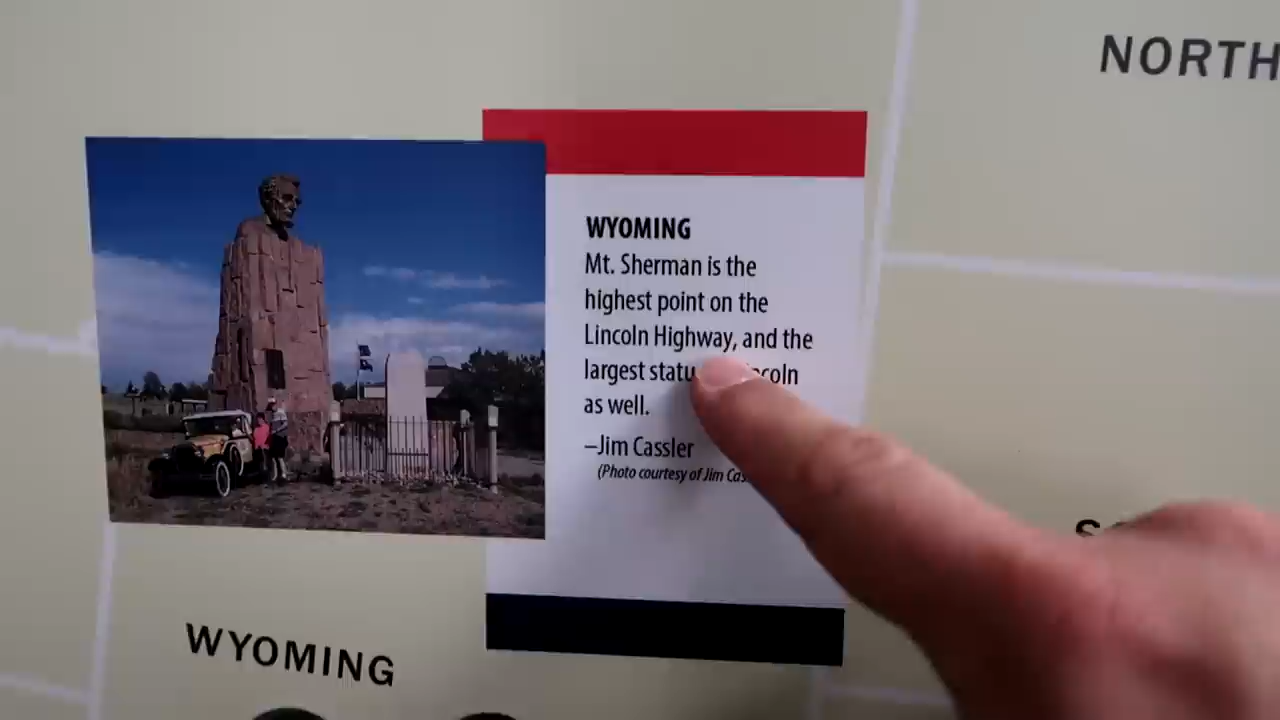 NORTH
WYOMING
Mt. Sherman is the
highest point on the
Lincoln Highway, and the
largest
as well.
–Jim Cassler
(Photo courtesy of Jim
WYOMING